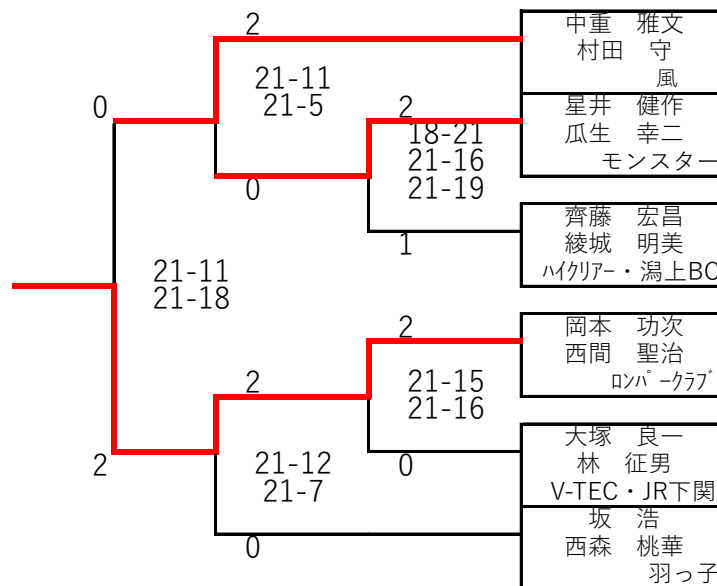 2
中重　雅文
村田　守
風
21-11
21-5
0
2
星井　健作
瓜生　幸二
モンスター
18-21
21-16
21-19
0
齊藤　宏昌
綾城　明美
ﾊｲｸﾘｱｰ・潟上BC
1
21-11
21-18
2
岡本　功次
西間　聖治
ﾛﾝﾊﾟｰｸﾗﾌﾞ
2
21-15
21-16
大塚　良一
林　征男
V-TEC・JR下関
2
0
21-12
21-7
坂　浩
西森　桃華
羽っ子
0